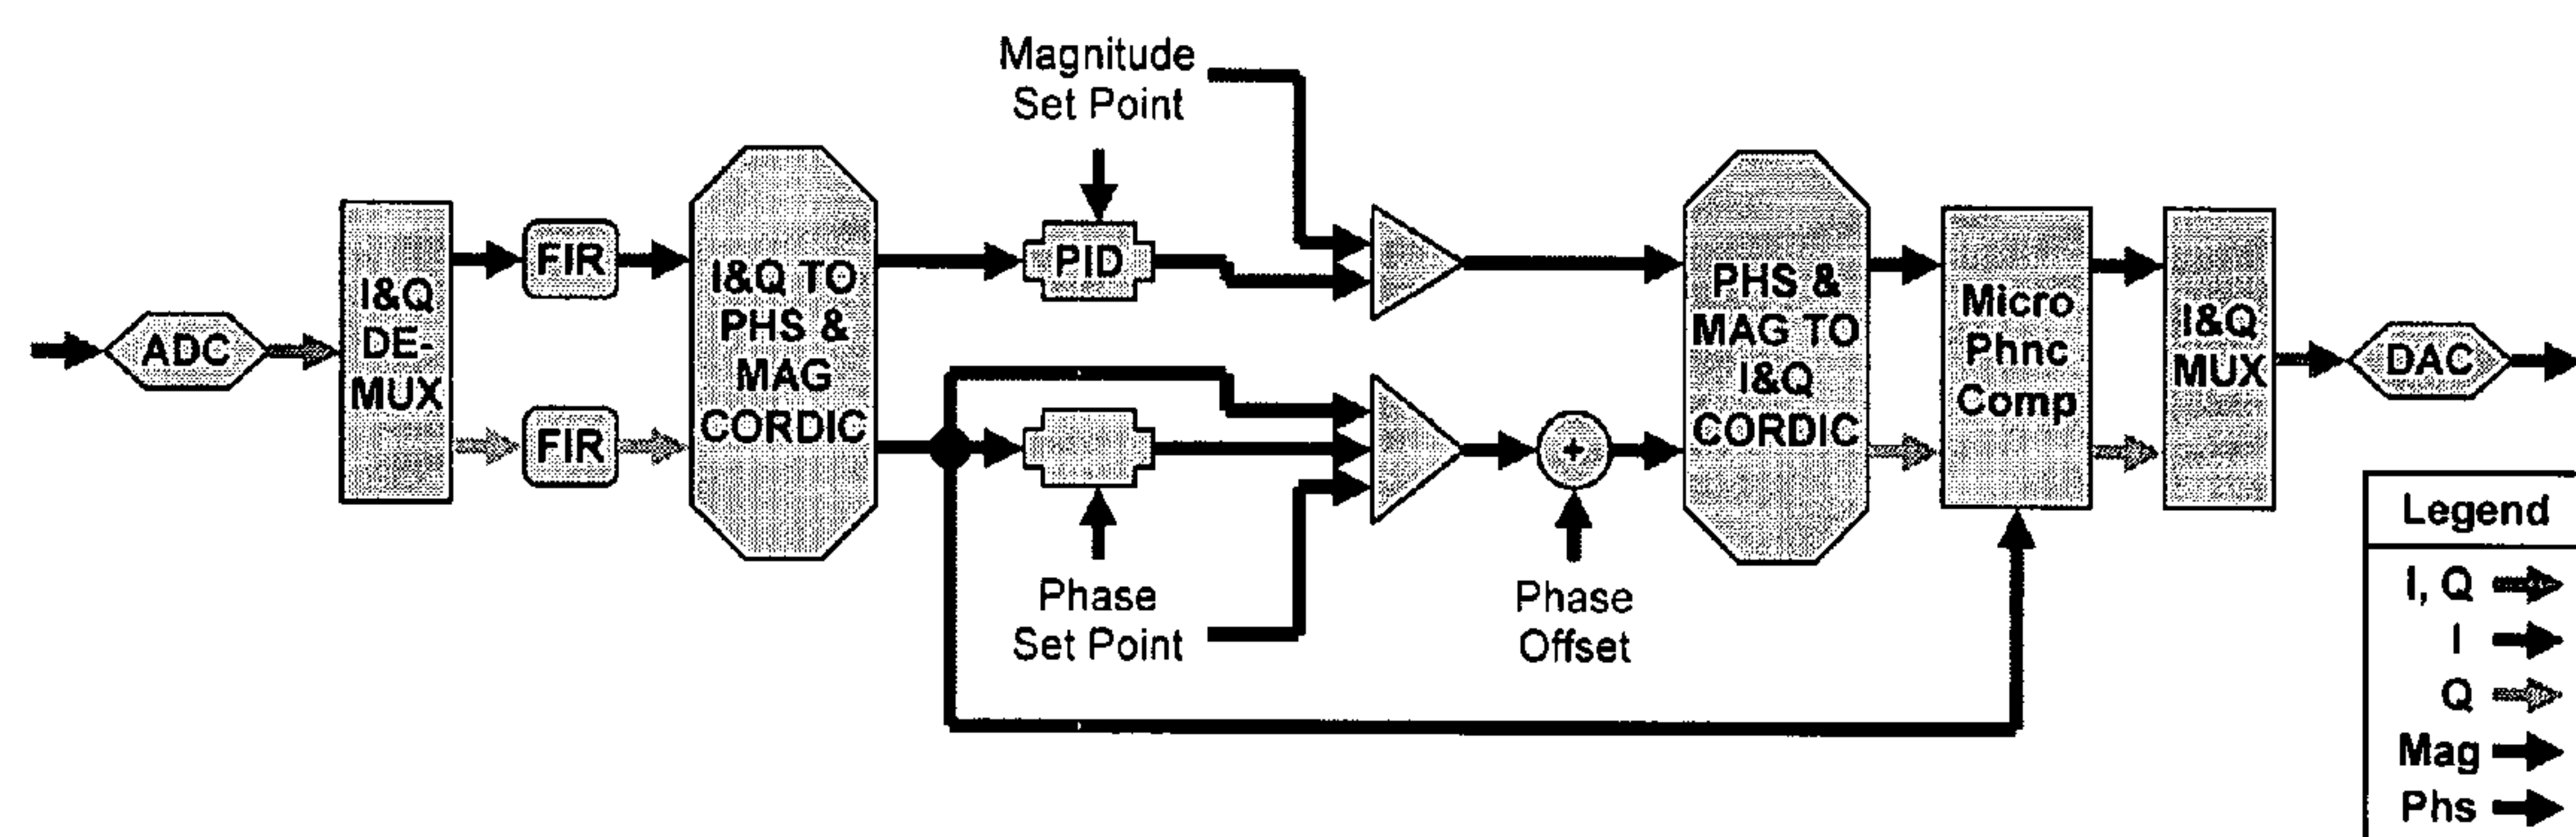 Magnitude
Set Point
ADC
I&Q
DE-
MUX
FIR
FIR
I&Q TO
PHS &
MAG
CORDIC
PID
Phase
Set Point
+
Phase
Offset
PHS &
MAG TO
I&Q
CORDIC
Micro
Phnc
Comp
I&Q
MUX
DAC
Legend
I, Q
I
Q
Mag
Phs